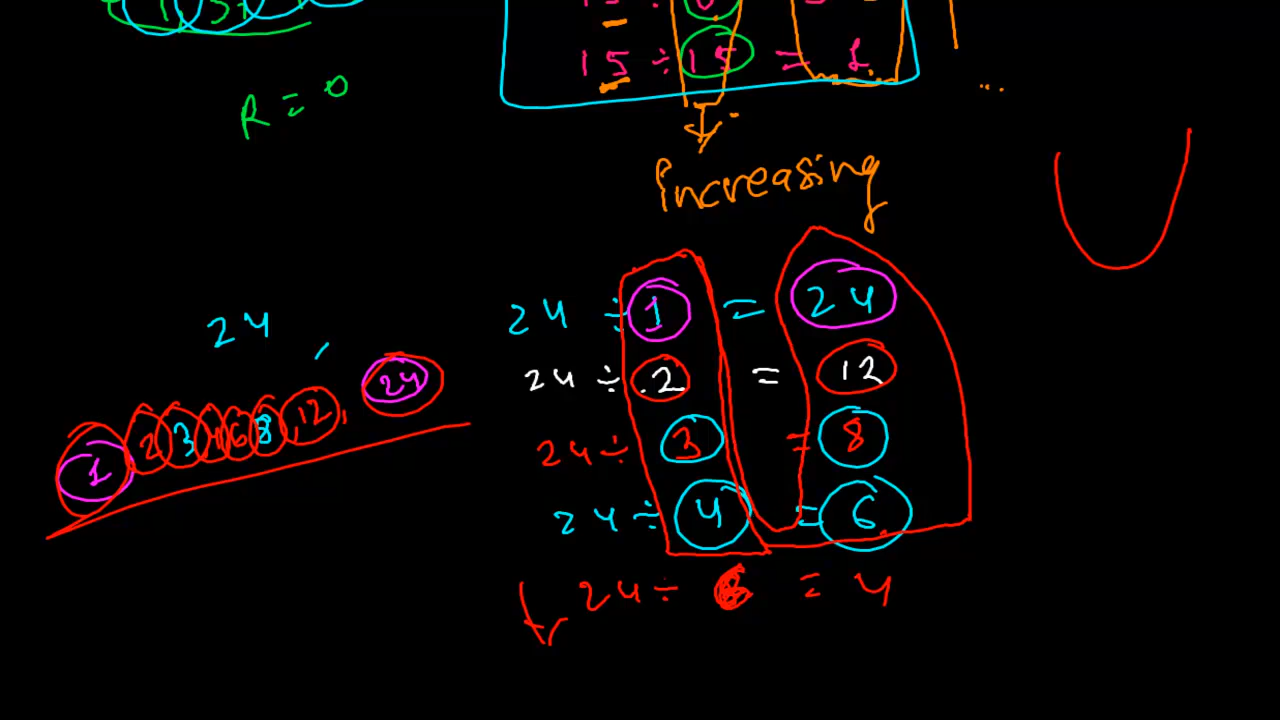 15 ÷ 15 = 1
R = 0
...
increasing
24 ,
1 2 3 4 6 8 , 12 , 24
24 ÷ 1 = 24
24 ÷ 2 = 12
24 ÷ 3 = 8
24 ÷ 4 = 6
24 ÷ 6 = 4